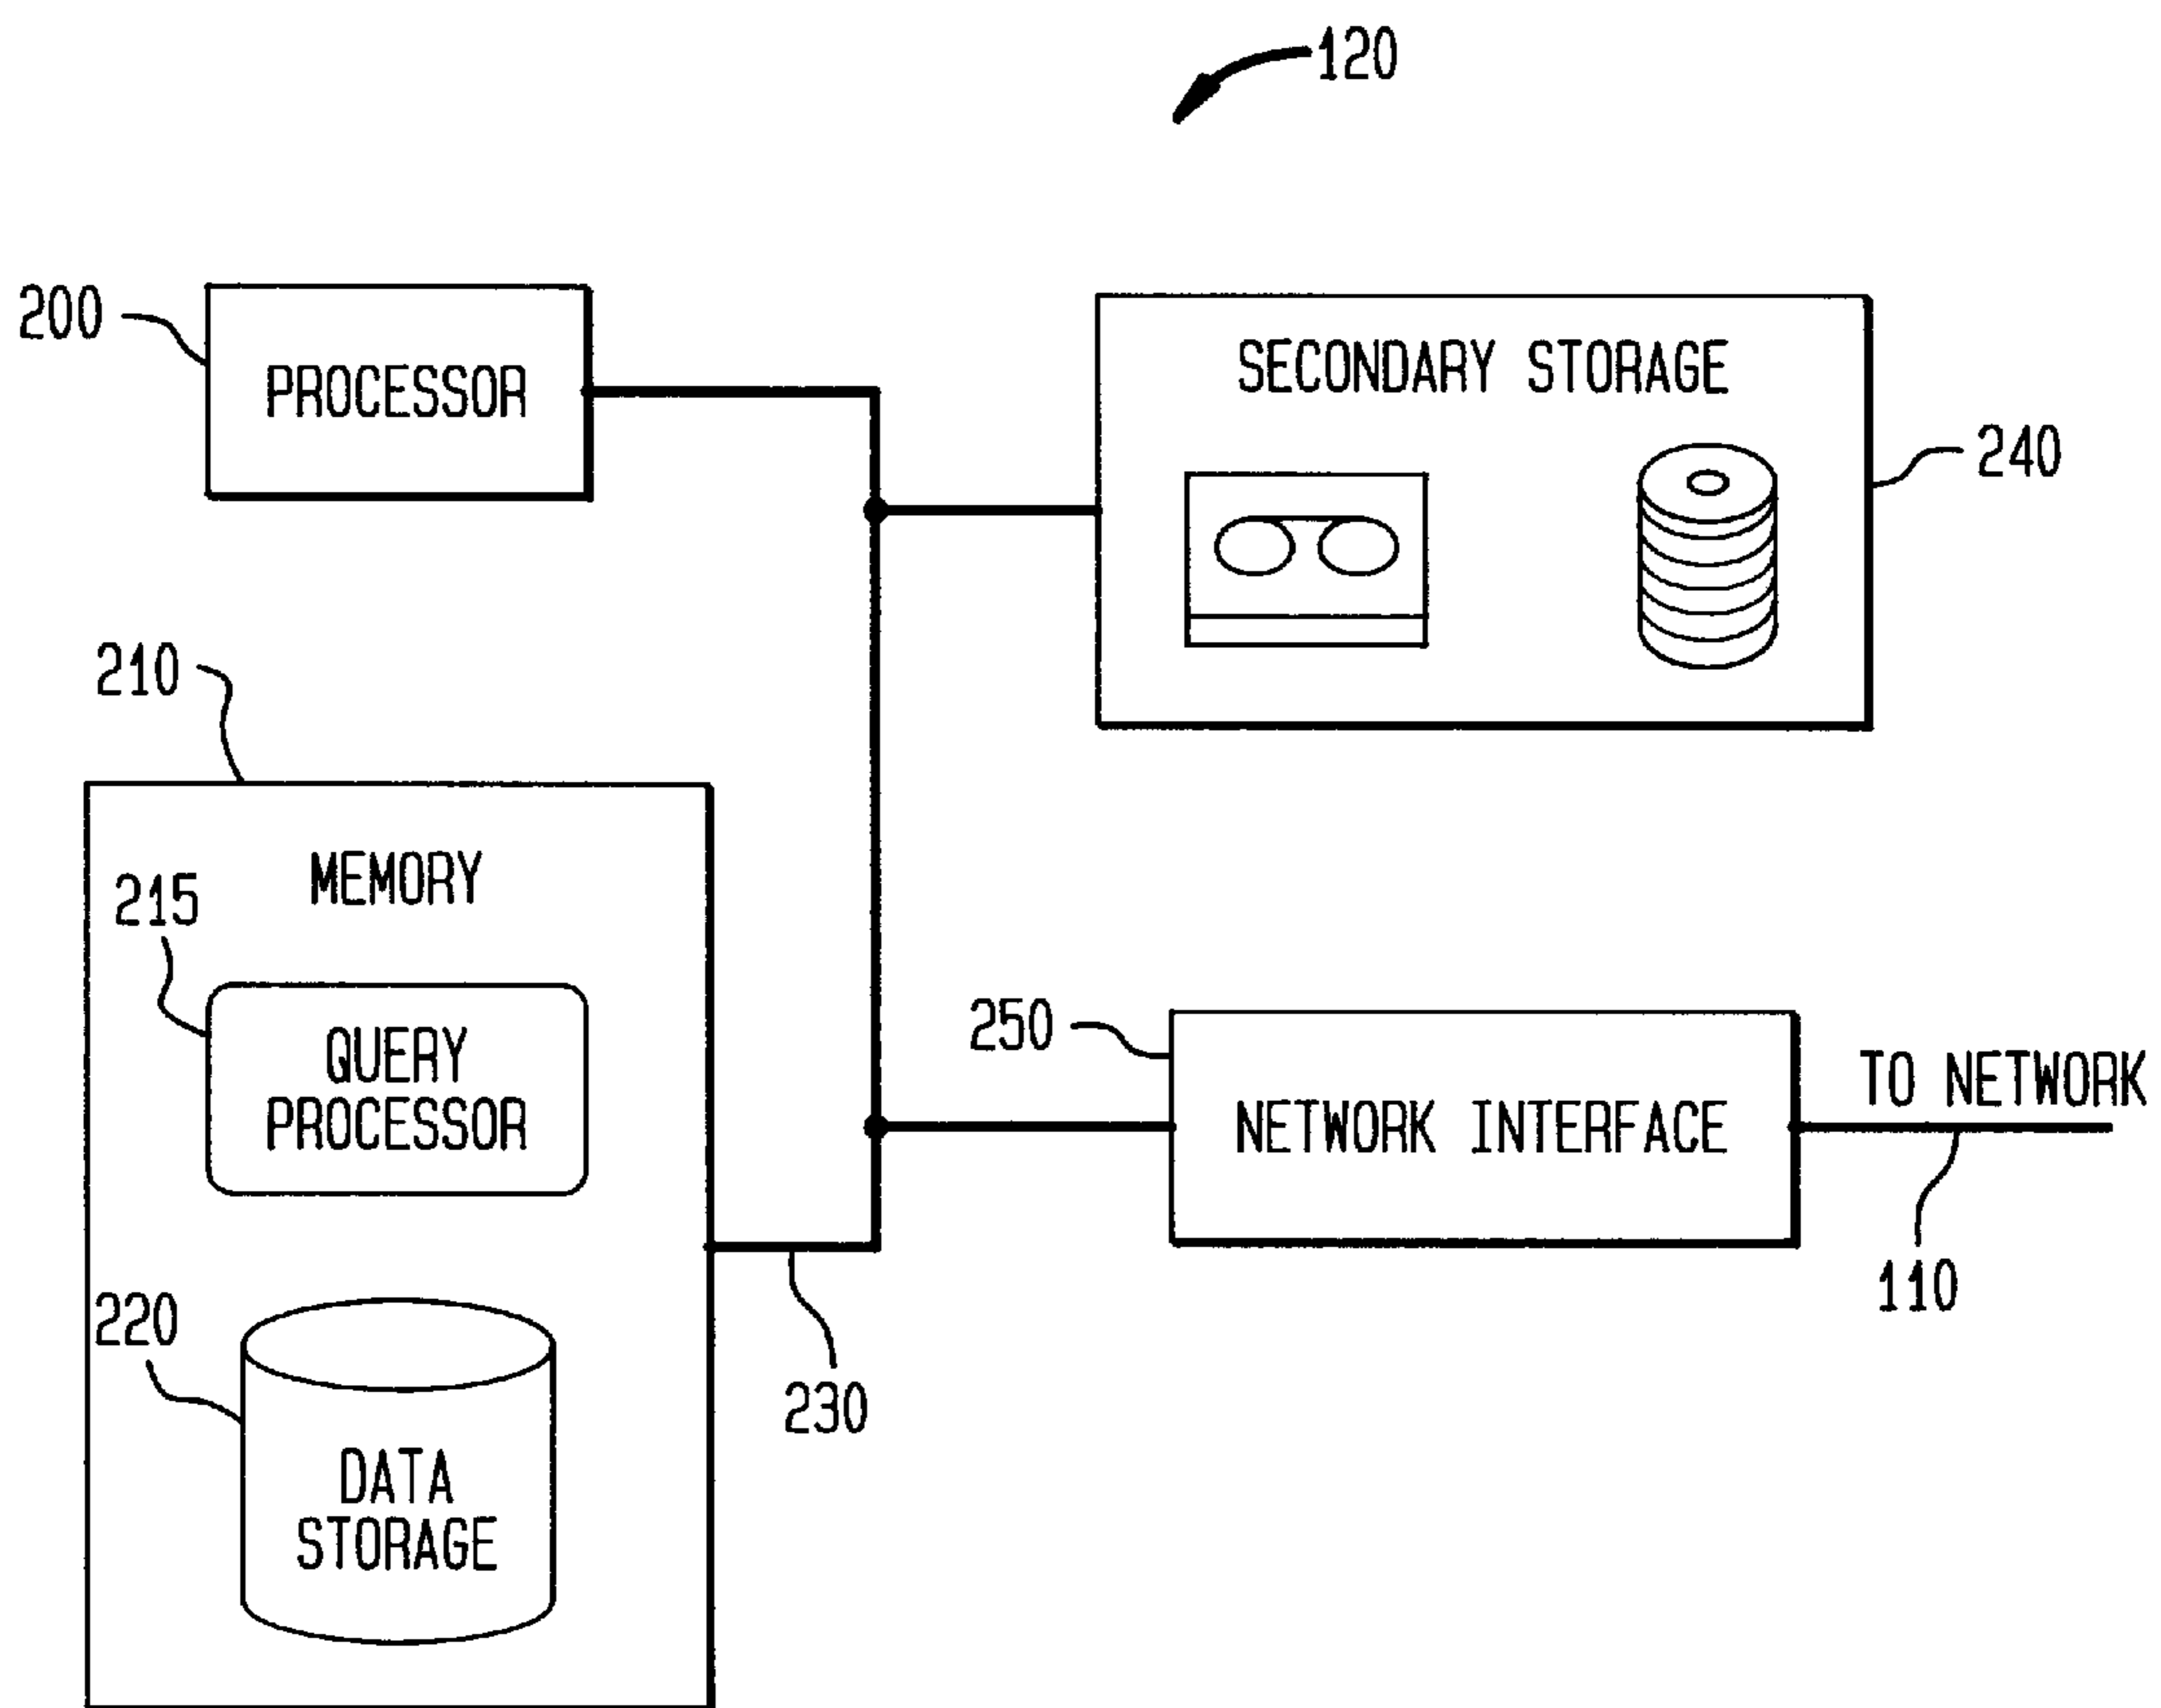 120
200
PROCESSOR
SECONDARY STORAGE
240
210
MEMORY
215
QUERY
PROCESSOR
250
NETWORK INTERFACE
TO NETWORK
110
220
DATA
STORAGE
230